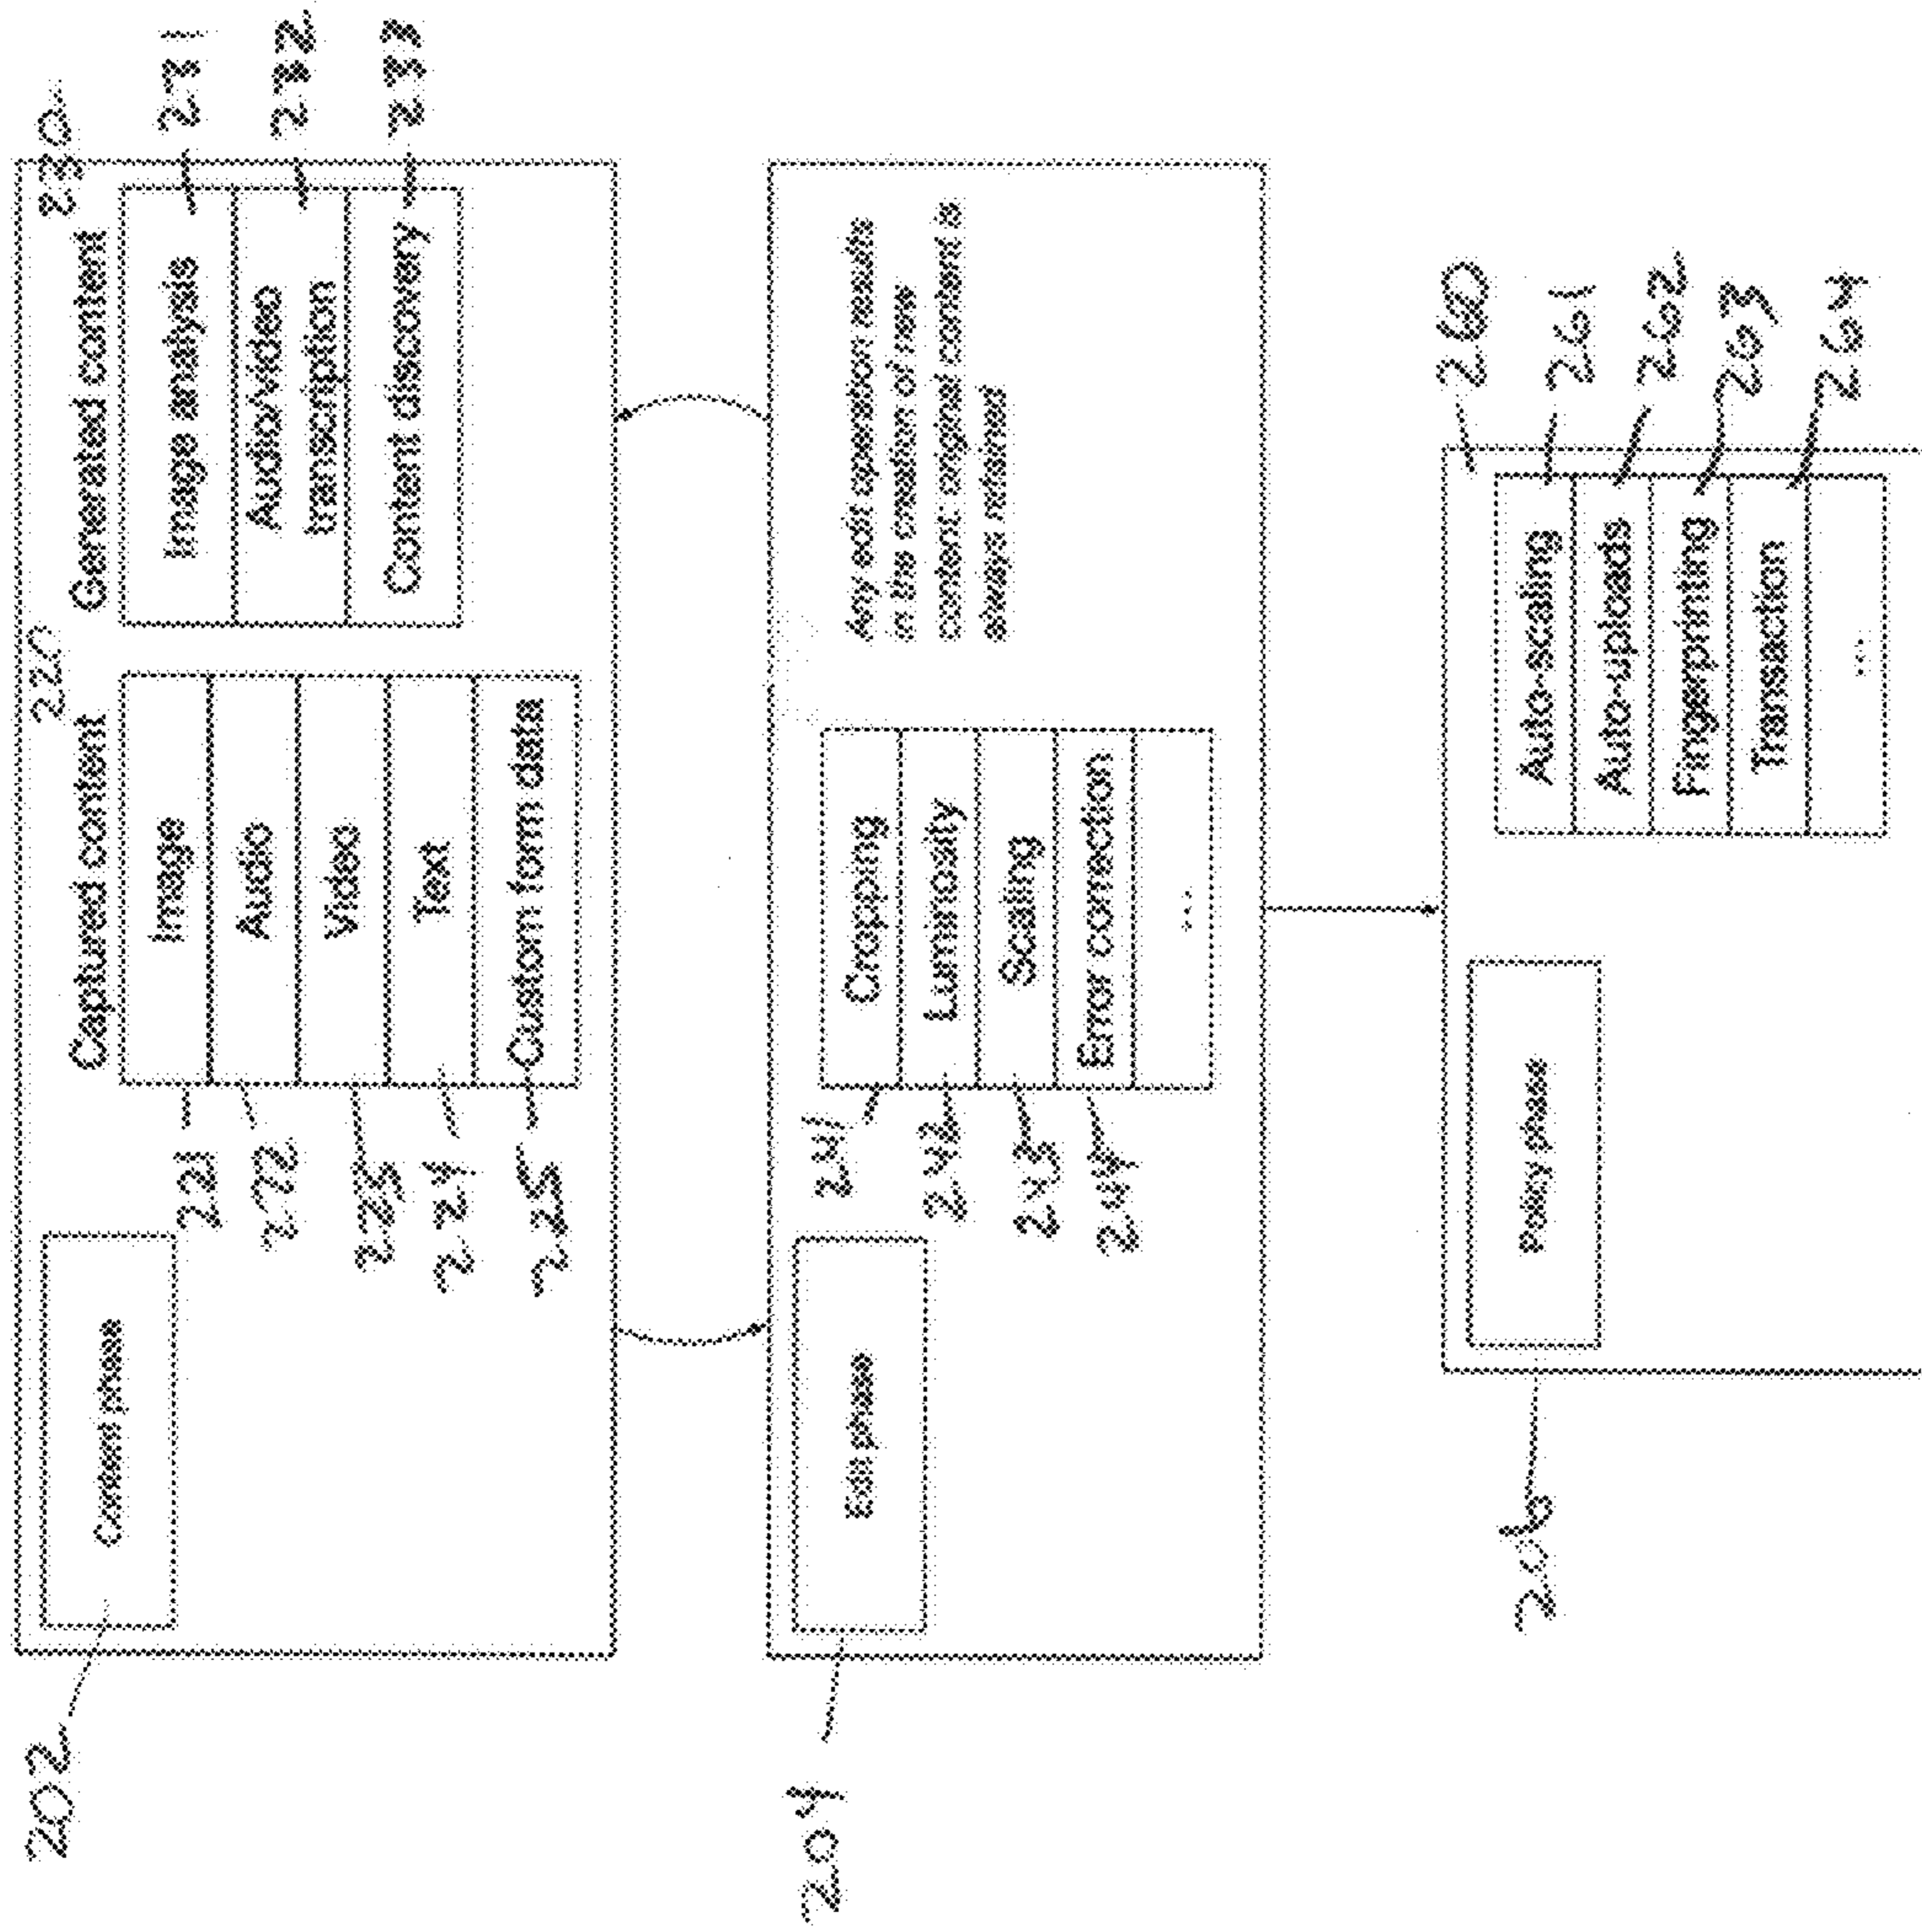 202
Content phase
Captured content
220
221
Image
222
Audio
223
Video
224
Text
225
Custom form data
Generated content
230
Image analysis
231
Audio/video
transcription
232
Content discovery
233
204
Edit phase
241
Cropping
242
Luminosity
243
Scaling
244
Error correction
...
Any edit operation results
in the creation of new
content: original content is
always retained
206
Policy phase
260
Auto-scaling
261
Auto-uploads
262
Fingerprinting
263
Transaction
264
...